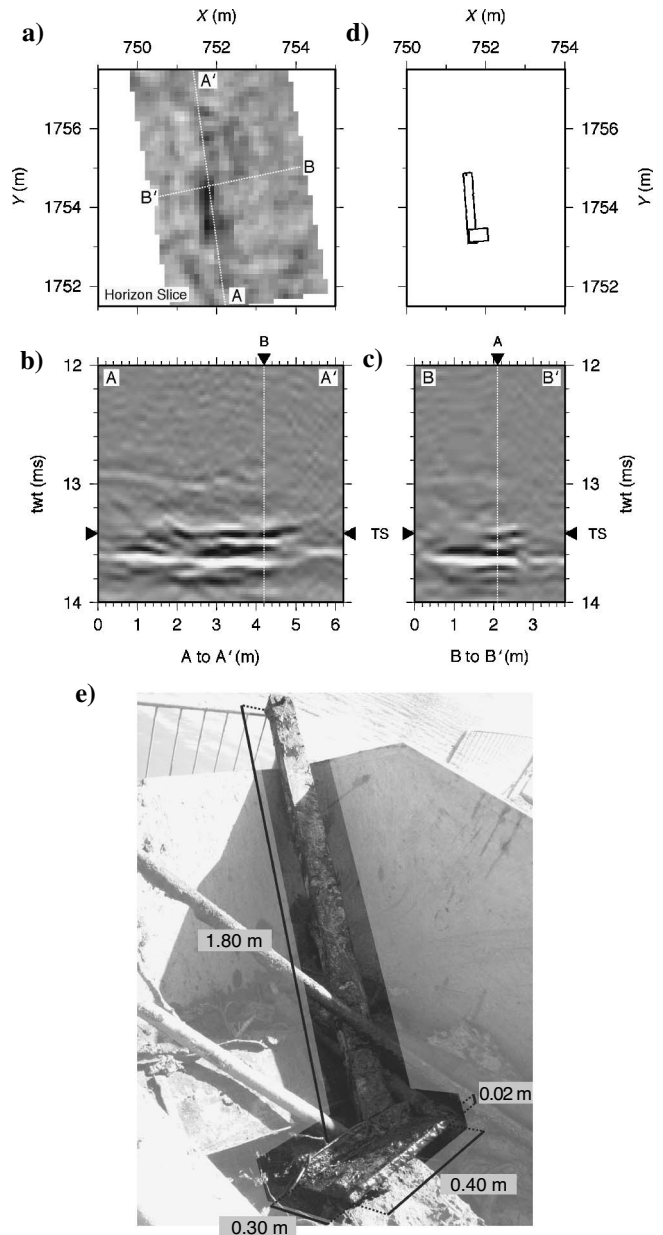 X (m)
X (m)
a)
d)
750 752 754
750 752 754
A'
B
B'
A
Horizon Slice
1756
1754
1752
Y (m)
1756
1754
1752
Y (m)
b)
B
c)
A
A
A'
B
B'
12
13
14
twt (ms)
TS
12
13
14
twt (ms)
TS
0 1 2 3 4 5 6
0 1 2 3
A to A' (m)
B to B' (m)
e)
1.80 m
0.02 m
0.40 m
0.30 m